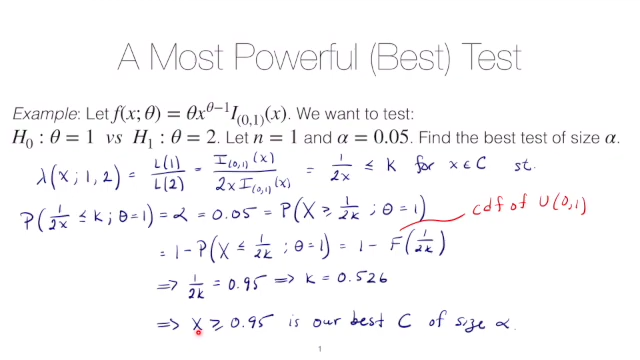 A Most Powerful (Best) Test
Example: Let f(x; θ) = θx^{θ−1}I_{(0,1)}(x). We want to test:
H₀ : θ = 1 vs H₁ : θ = 2. Let n = 1 and α = 0.05. Find the best test of size α.
λ(x; 1, 2) = L(1)/L(2) = I_{(0,1)}(x) / 2x I_{(0,1)}(x) = 1/2x ≤ k for x ∈ C st.
P(1/2x ≤ k; θ=1) = α = 0.05 = P(X ≥ 1/2k ; θ=1)
cdf of U(0,1)
= 1 − P(X ≤ 1/2k ; θ=1) = 1 − F(1/2k)
⇒ 1/2k = 0.95 ⇒ k = 0.526
⇒ X ≥ 0.95 is our best C of size α.
1